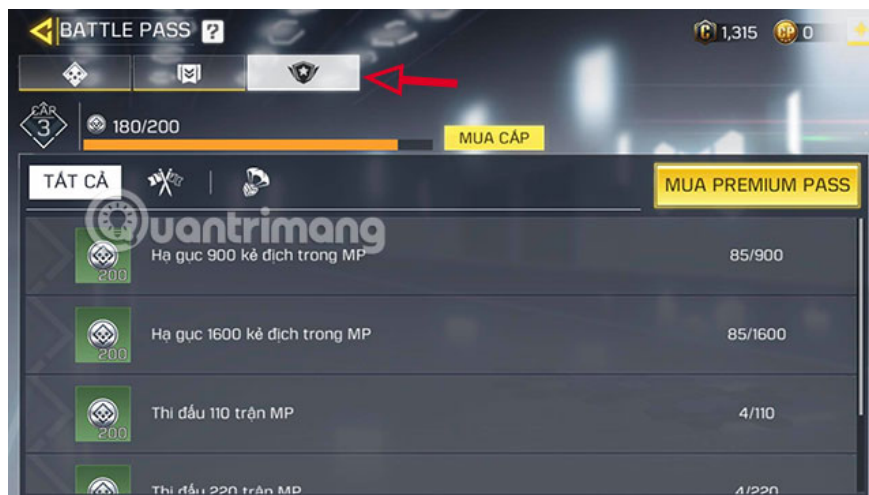 BATTLE PASS ?
1,315 CP 0
CẤP
3
180/200
MUA CẤP
TẤT CẢ
MUA PREMIUM PASS
Quantrimang
200
Hạ gục 900 kẻ địch trong MP
85/900
200
Hạ gục 1600 kẻ địch trong MP
85/1600
200
Thi đấu 110 trận MP
4/110
Thi đấu 220 trận MP
4/220